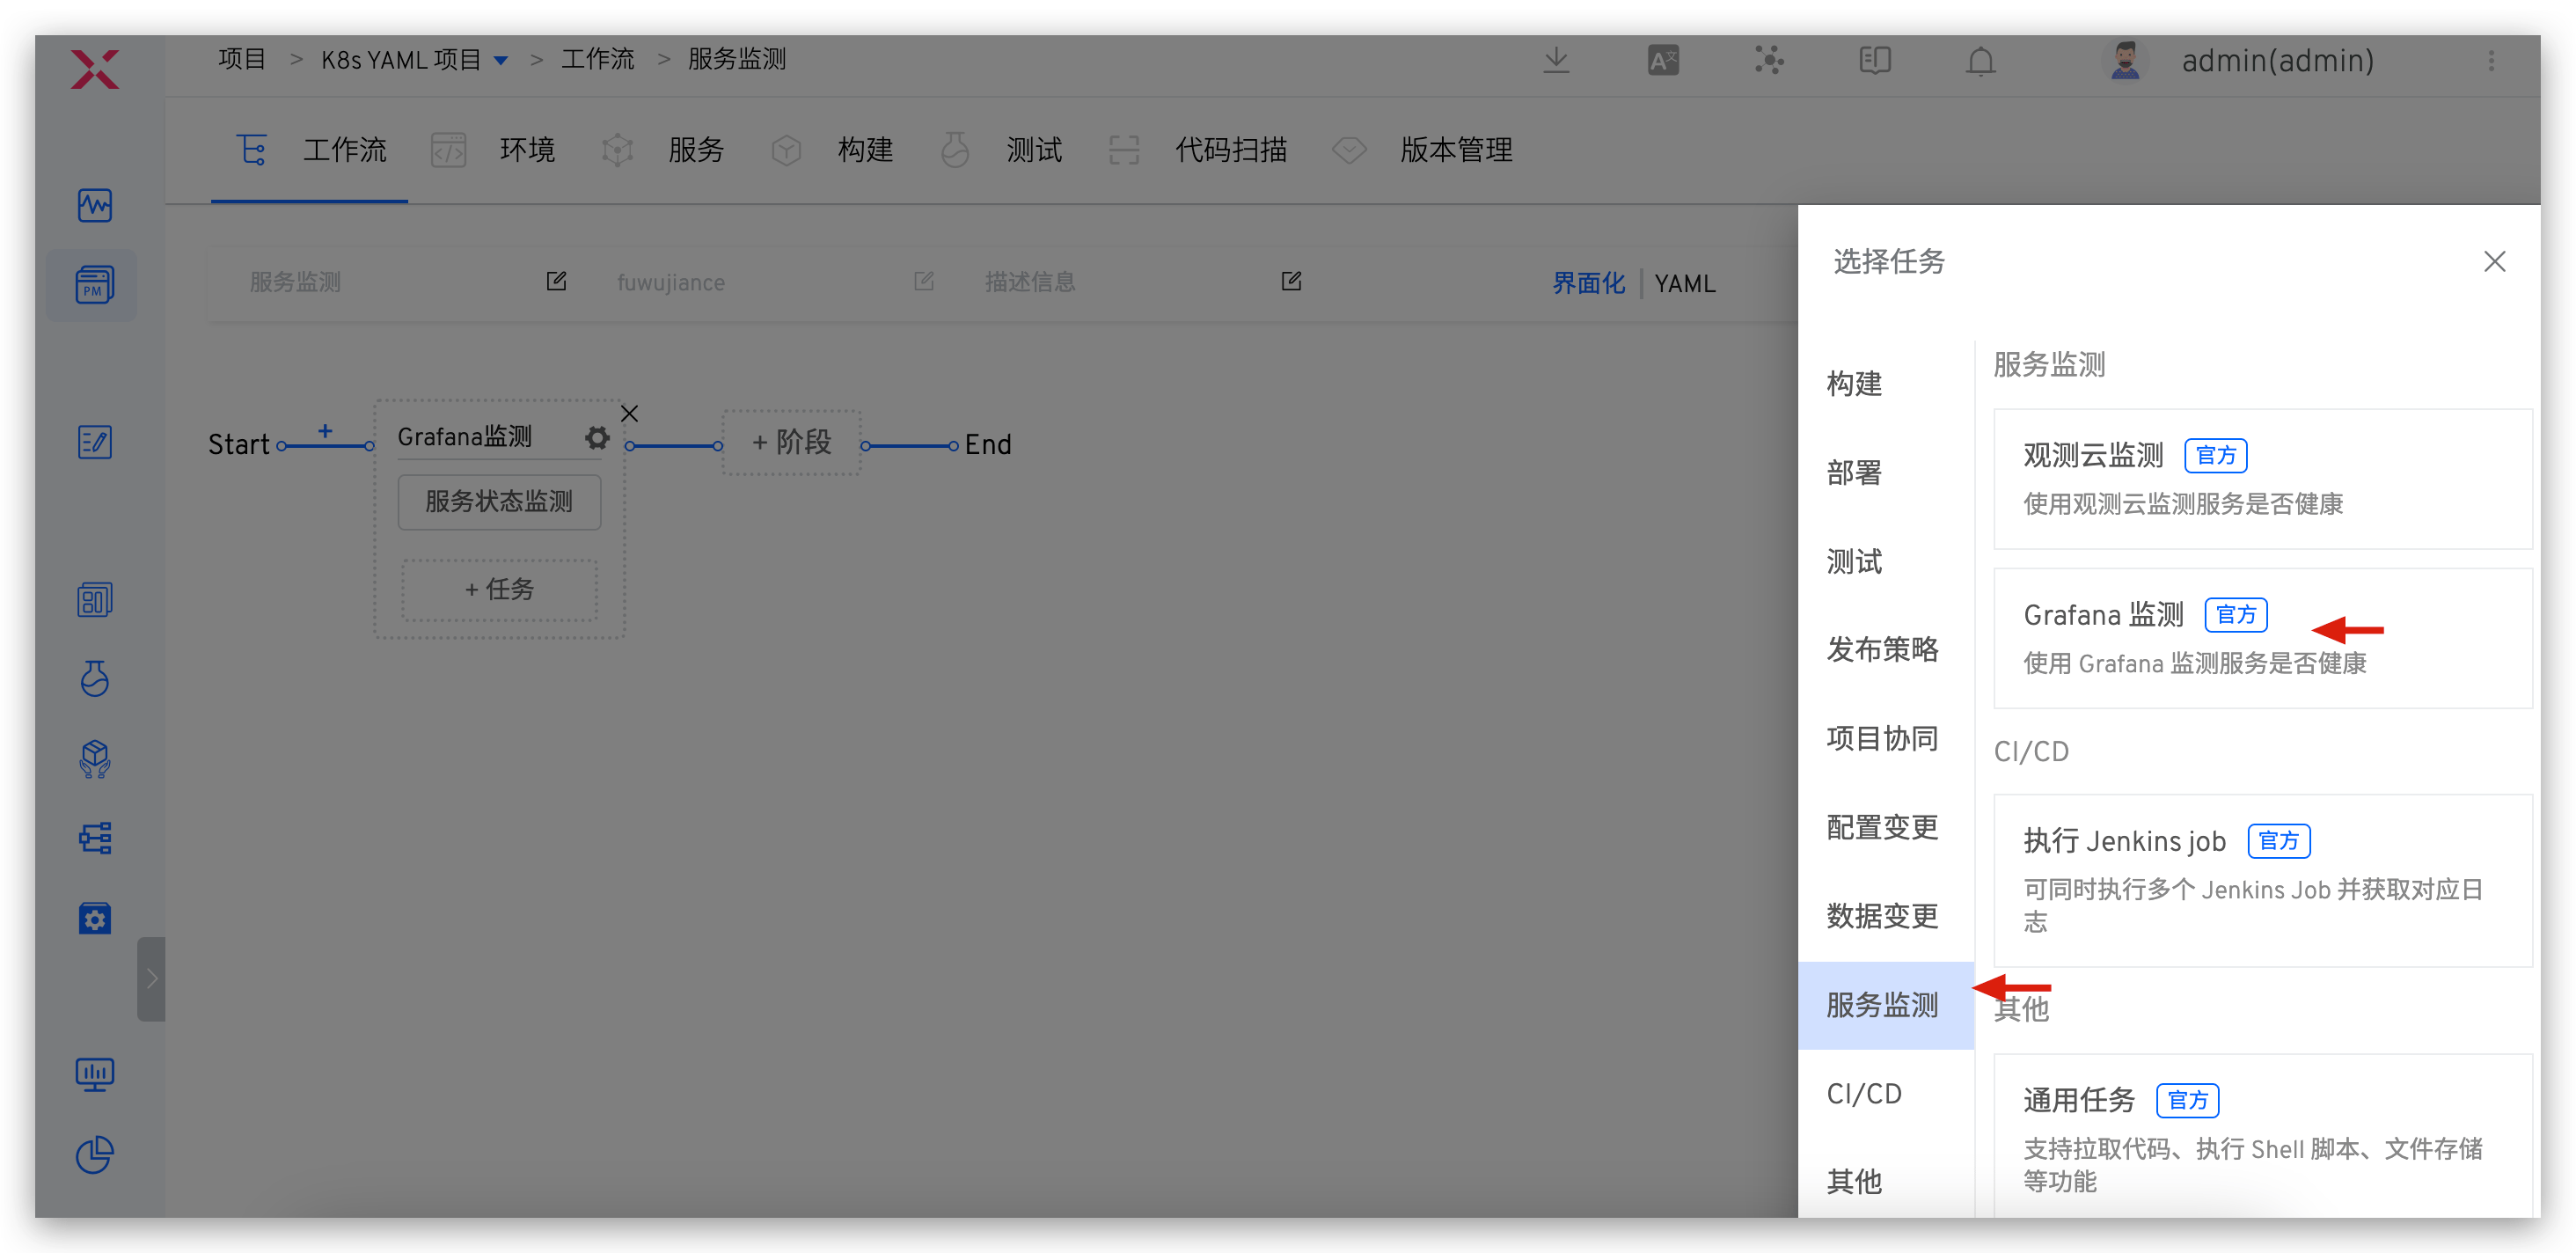 项目 > K8s YAML 项目 > 工作流 > 服务监测
admin(admin)
工作流 环境 服务 构建 测试 代码扫描 版本管理
服务监测 fuwujiance 描述信息 界面化 | YAML
Start
+
Grafana监测
服务状态监测
+ 任务
+ 阶段
End
PM
选择任务
构建
部署
测试
发布策略
项目协同
配置变更
数据变更
服务监测
CI/CD
其他
服务监测
观测云监测 官方
使用观测云监测服务是否健康
Grafana 监测 官方
使用 Grafana 监测服务是否健康
CI/CD
执行 Jenkins job 官方
可同时执行多个 Jenkins Job 并获取对应日
志
其他
通用任务 官方
支持拉取代码、执行 Shell 脚本、文件存储
等功能